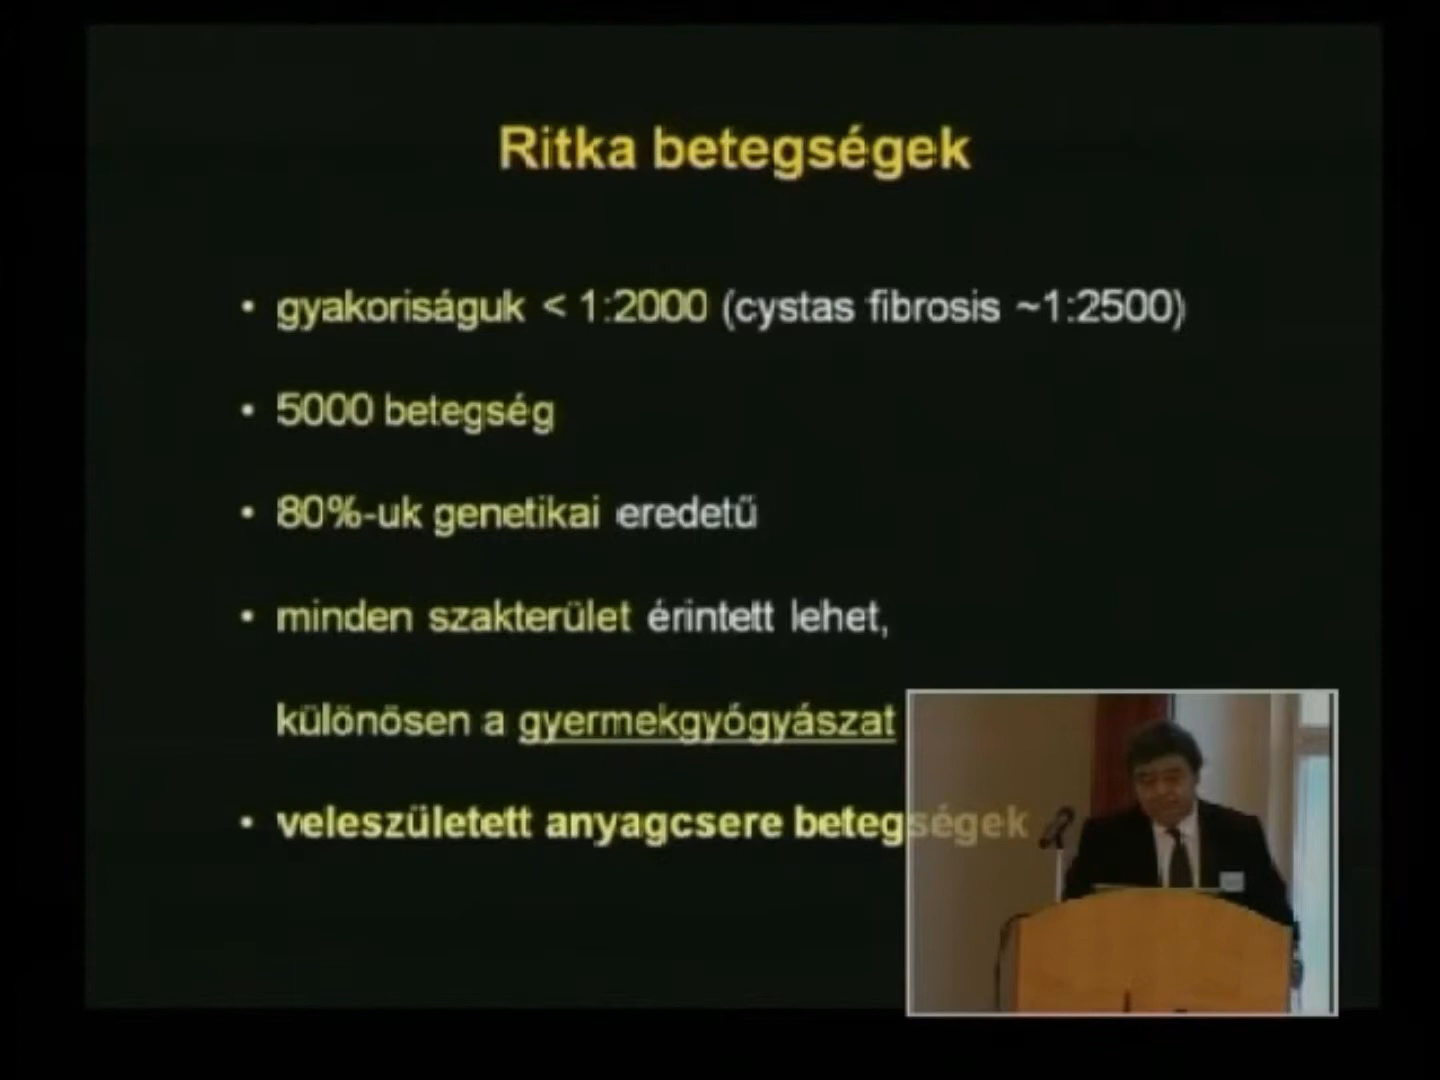 Ritka betegségek
• gyakoriságuk < 1:2000 (cystas fibrosis ~1:2500)
• 5000 betegség
• 80%-uk genetikai eredetű
• minden szakterület érintett lehet,
különösen a gyermekgyógyászat
• veleszületett anyagcsere betegségek